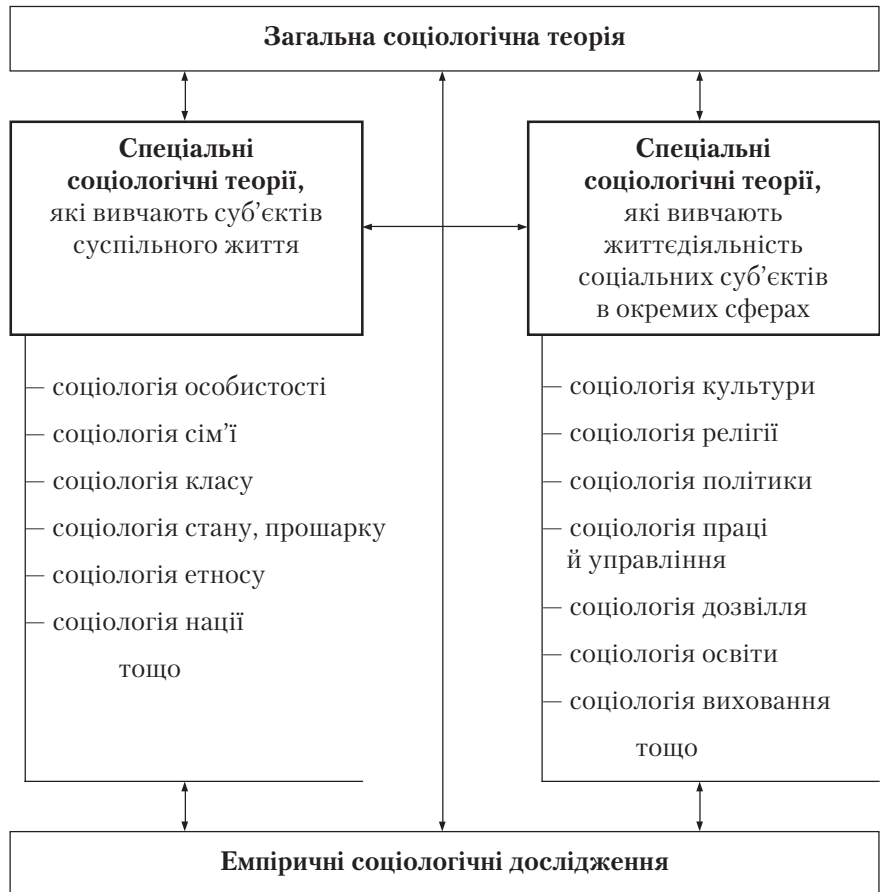 Загальна соціологічна теорія
Спеціальні
соціологічні теорії,
які вивчають суб’єктів
суспільного життя
Спеціальні
соціологічні теорії,
які вивчають
життєдіяльність
соціальних суб’єктів
в окремих сферах
соціологія особистості
соціологія сім’ї
соціологія класу
соціологія стану, прошарку
соціологія етносу
соціологія нації
тощо
соціологія культури
соціологія релігії
соціологія політики
соціологія праці
й управління
соціологія дозвілля
соціологія освіти
соціологія виховання
тощо
Емпіричні соціологічні дослідження